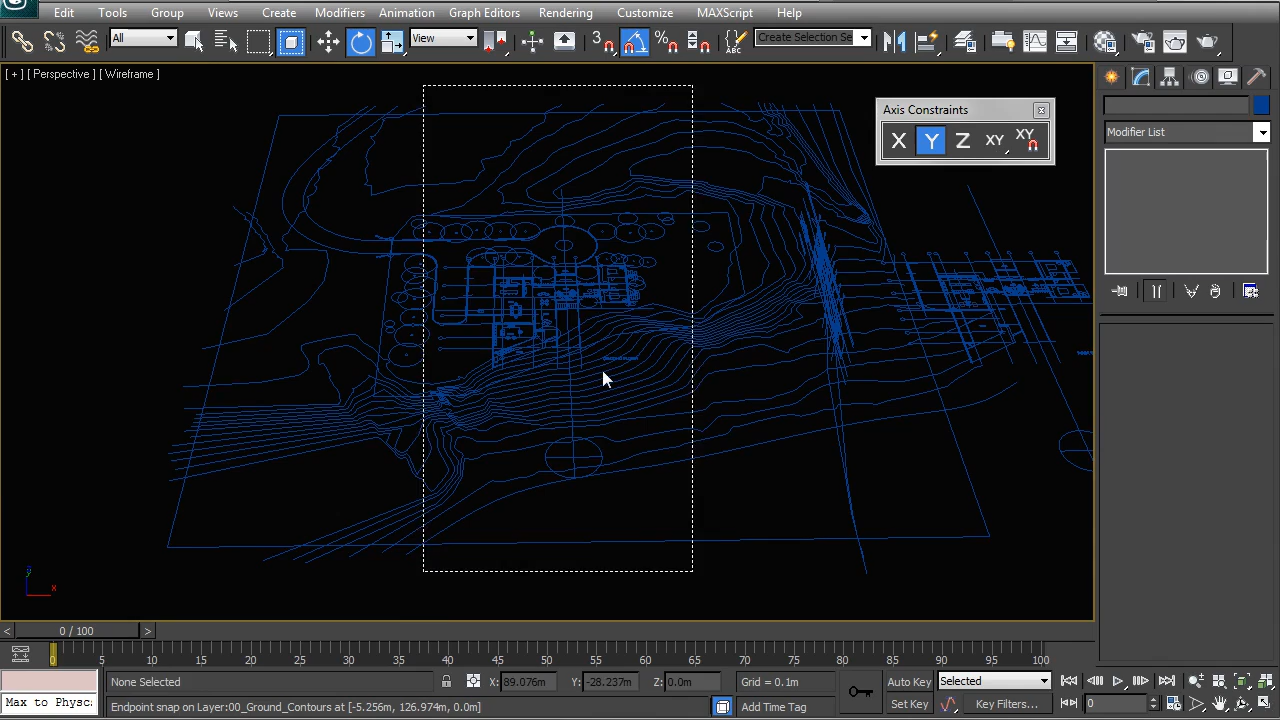 Edit Tools Group Views Create Modifiers Animation Graph Editors Rendering Customize MAXScript Help
All View 3 % Create Selection Se
[ + ] [ Perspective ] [ Wireframe ]
Axis Constraints
X Y Z XY XY
Modifier List
y
x
< 0 / 100 >
0 5 10 15 20 25 30 35 40 45 50 55 60 65 70 75 80 85 90 95 100
None Selected X: 89.076m Y: -28.237m Z: 0.0m Grid = 0.1m Auto Key Selected
Max to Physc: Endpoint snap on Layer:00_Ground_Contours at [-5.256m, 126.974m, 0.0m] Add Time Tag Set Key Key Filters... 0